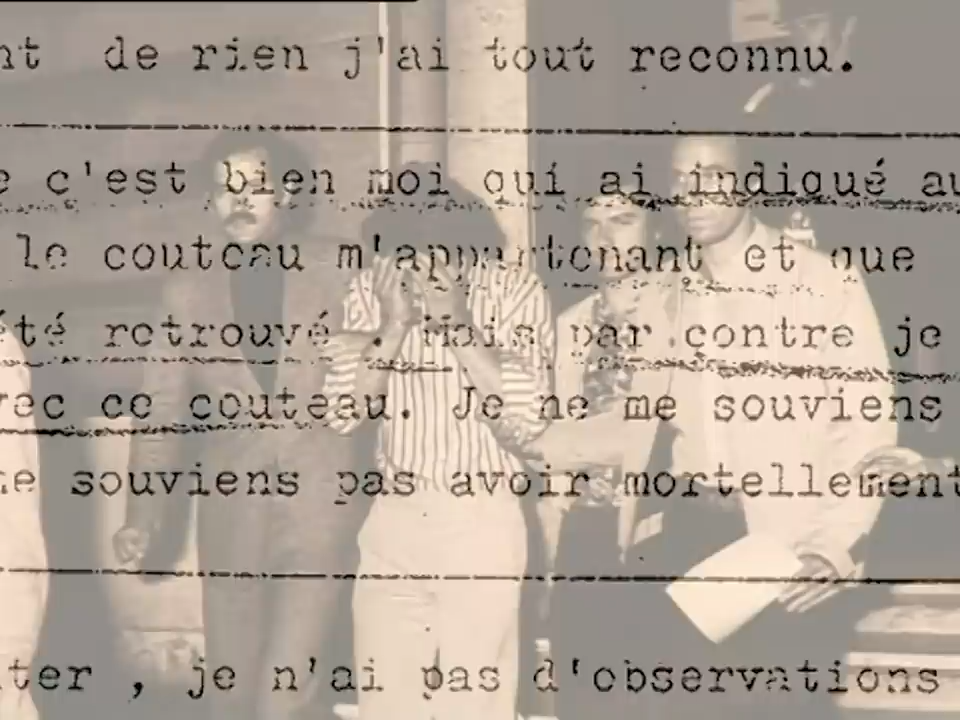 nt de rien j'ai tout reconnu.
e c'est bien moi qui ai indiqué au
le couteau m'appartenant et que
été retrouvé . Mais par contre je
vec ce couteau. Je ne me souviens
ne souviens pas avoir mortellement
ter , je n'ai pas d'observations